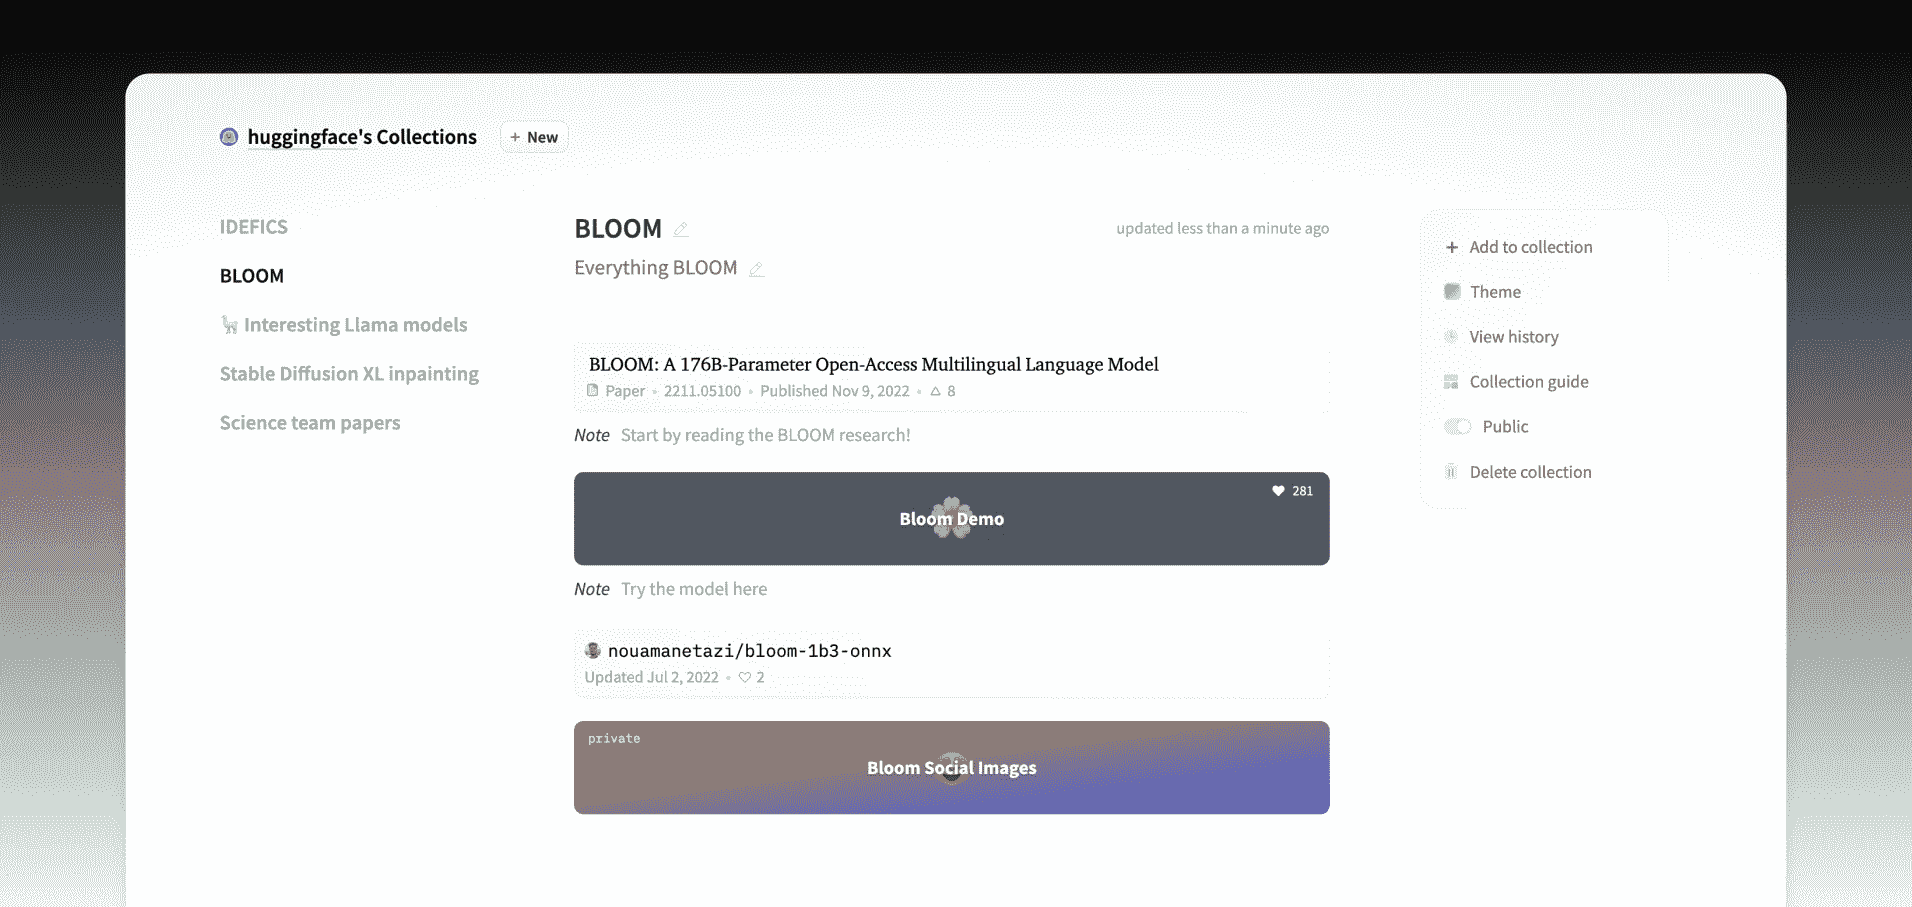 huggingface's Collections
+ New
IDEFICS
BLOOM
Interesting Llama models
Stable Diffusion XL inpainting
Science team papers
BLOOM
updated less than a minute ago
Everything BLOOM
BLOOM: A 176B-Parameter Open-Access Multilingual Language Model
Paper • 2211.05100 • Published Nov 9, 2022 • 8
Note Start by reading the BLOOM research!
281
Bloom Demo
Note Try the model here
nouamanetazi/bloom-1b3-onnx
Updated Jul 2, 2022 • 2
private
Bloom Social Images
+ Add to collection
Theme
View history
Collection guide
Public
Delete collection